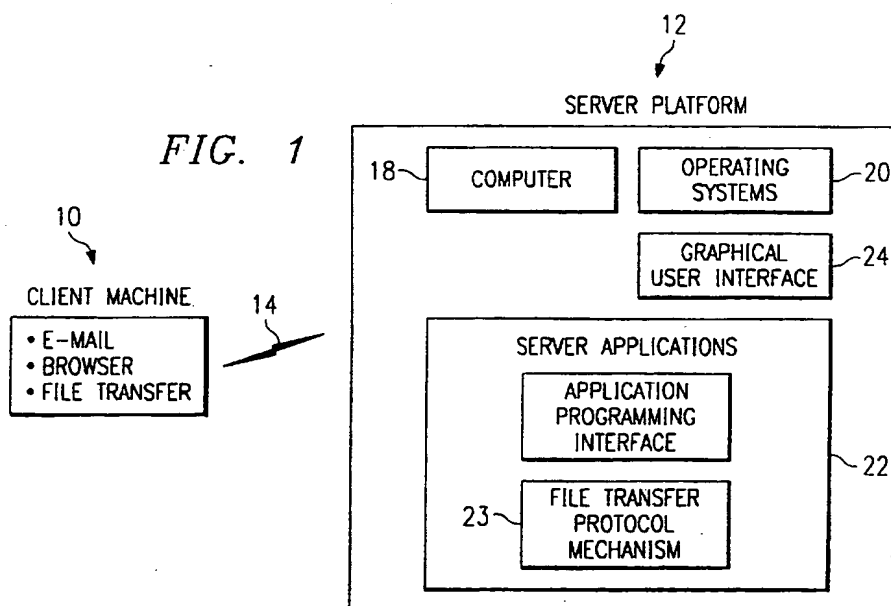 12
SERVER PLATFORM
FIG. 1
18
COMPUTER
OPERATING
SYSTEMS
20
10
GRAPHICAL
USER INTERFACE
24
CLIENT MACHINE
14
• E-MAIL
• BROWSER
• FILE TRANSFER
SERVER APPLICATIONS
APPLICATION
PROGRAMMING
INTERFACE
22
23
FILE TRANSFER
PROTOCOL
MECHANISM